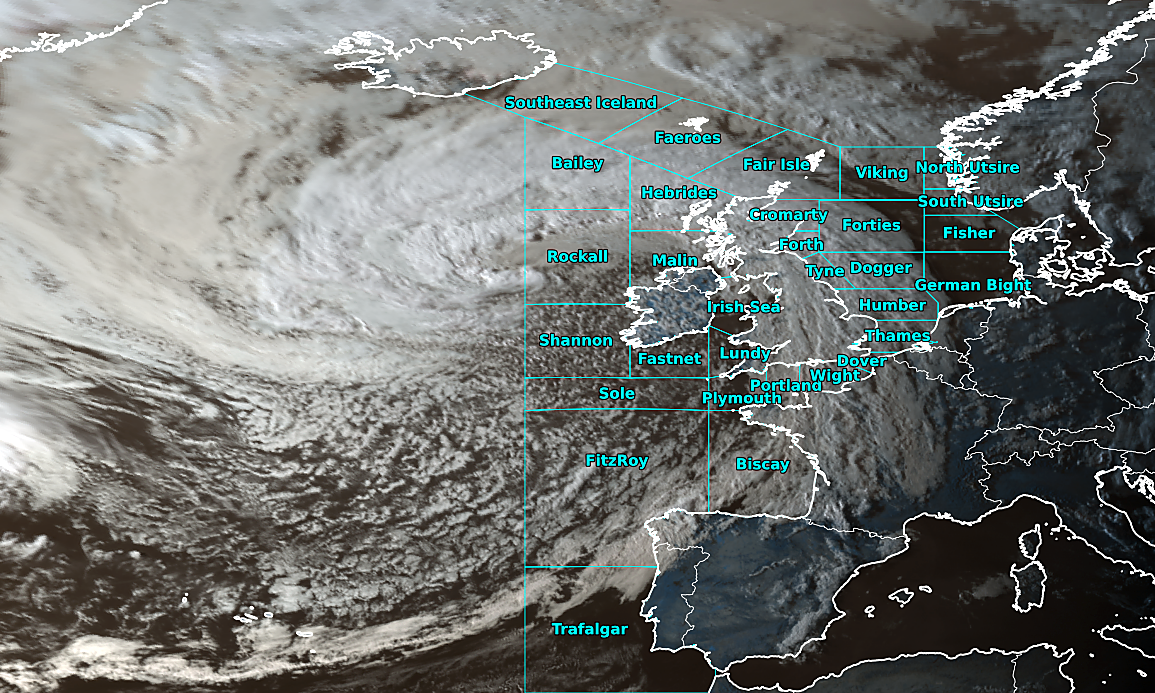 Southeast Iceland
Faeroes
Bailey
Fair Isle
Viking
North Utsire
Hebrides
South Utsire
Cromarty
Forties
Fisher
Forth
Rockall
Malin
Tyne
Dogger
German Bight
Irish Sea
Humber
Shannon
Thames
Fastnet
Lundy
Dover
Wight
Portland
Sole
Plymouth
FitzRoy
Biscay
Trafalgar